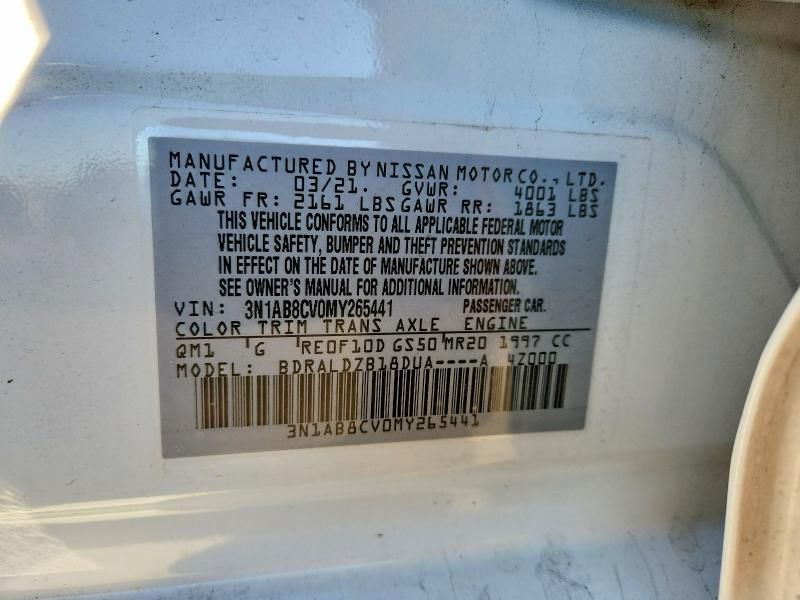 MANUFACTURED BY NISSAN MOTOR CO., LTD.
DATE: 03/21. GVWR: 4001 LBS
GAWR FR: 2161 LBS GAWR RR: 1863 LBS
THIS VEHICLE CONFORMS TO ALL APPLICABLE FEDERAL MOTOR
VEHICLE SAFETY, BUMPER AND THEFT PREVENTION STANDARDS
IN EFFECT ON THE DATE OF MANUFACTURE SHOWN ABOVE.
SEE OWNER'S MANUAL FOR ADDITIONAL INFORMATION.
VIN: 3N1AB8CV0MY265441 PASSENGER CAR.
COLOR TRIM TRANS AXLE ENGINE
QM1 G RE0F10D GS50 MR20 1997 CC
MODEL: BDRALDZB18DUA----A 4Z000
3N1AB8CV0MY265441